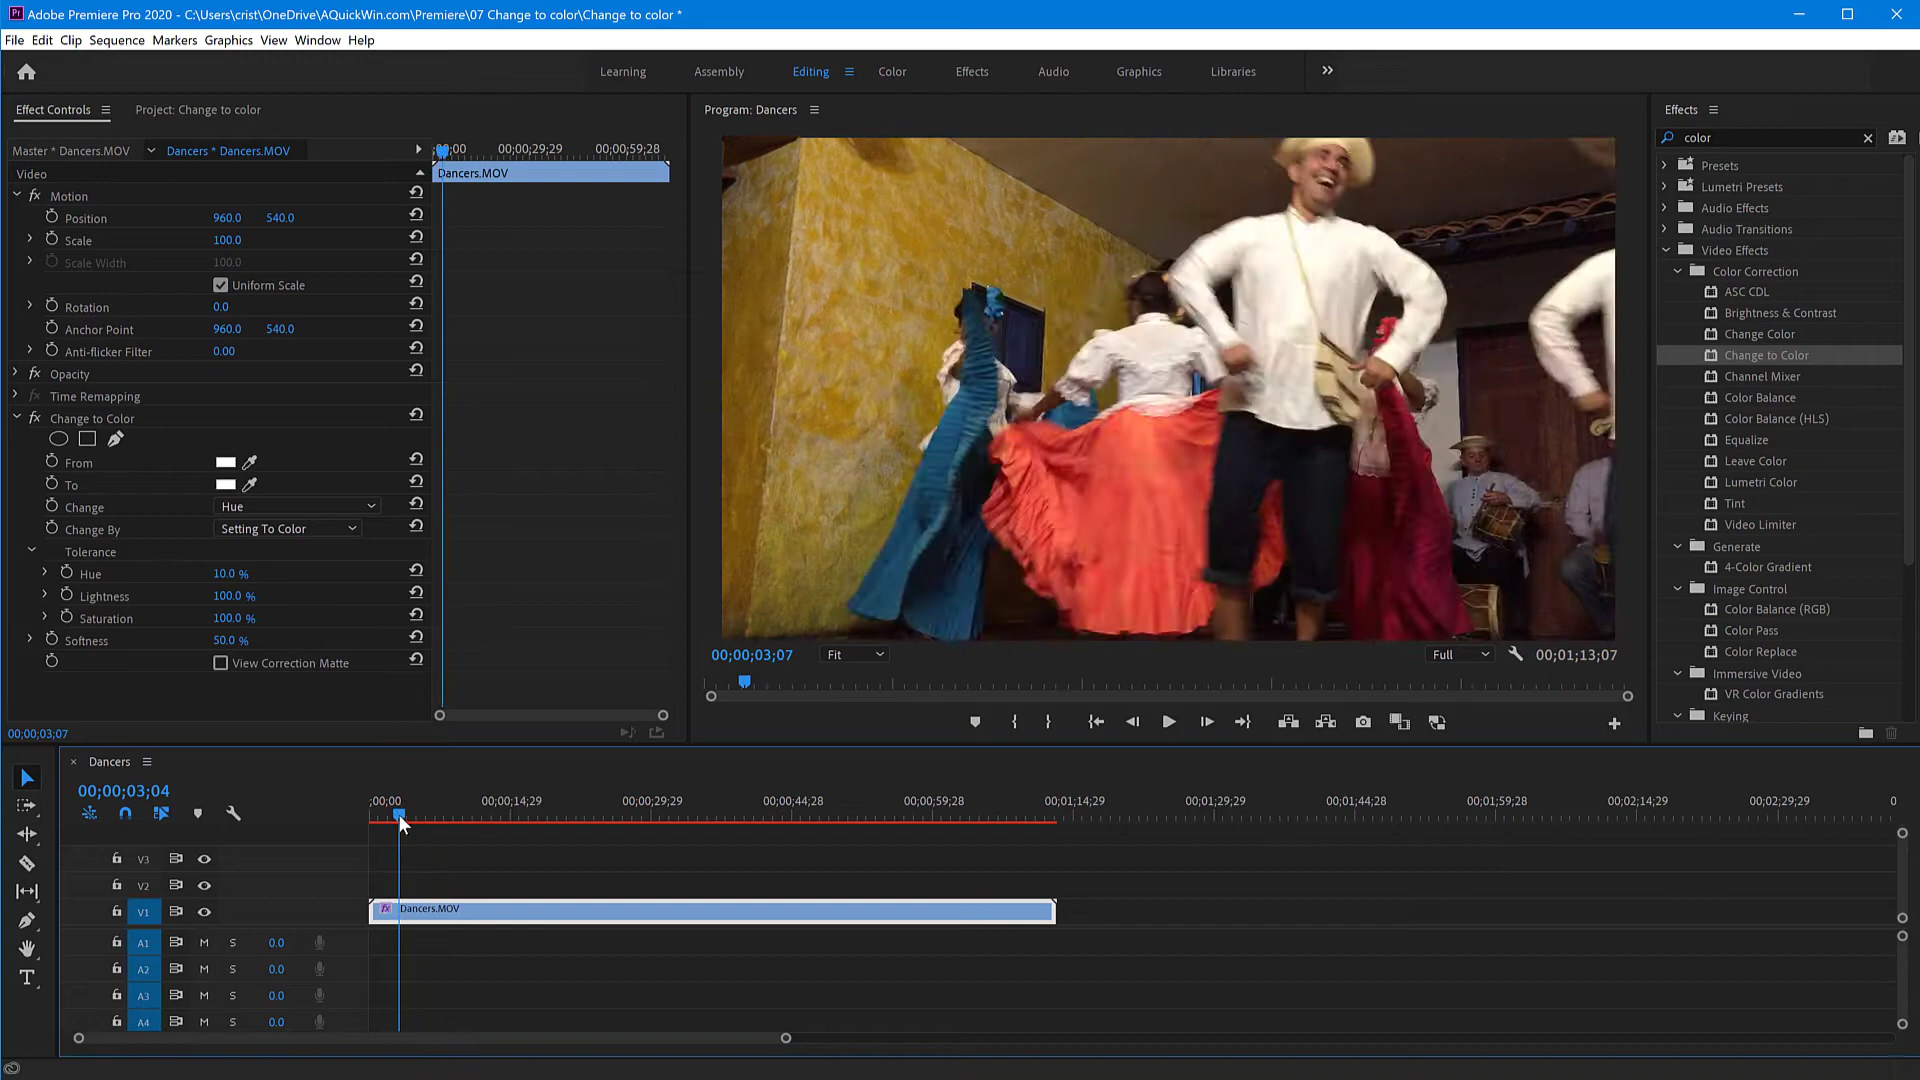 Adobe Premiere Pro 2020 - C:\Users\crist\OneDrive\AQuickWin.com\Premiere\07 Change to color\Change to color *
File Edit Clip Sequence Markers Graphics View Window Help
Learning Assembly Editing Color Effects Audio Graphics Libraries
Effect Controls Project: Change to color
Master * Dancers.MOV Dancers * Dancers.MOV
;00;00 00;00;29;29 00;00;59;28
Dancers.MOV
Video
Motion
Position 960.0 540.0
Scale 100.0
Scale Width 100.0
Uniform Scale
Rotation 0.0
Anchor Point 960.0 540.0
Anti-flicker Filter 0.00
Opacity
Time Remapping
Change to Color
From
To
Change Hue
Change By Setting To Color
Tolerance
Hue 10.0 %
Lightness 100.0 %
Saturation 100.0 %
Softness 50.0 %
View Correction Matte
00;00;03;07
Program: Dancers
00;00;03;07 Fit Full 00;01;13;07
Effects
color
Presets
Lumetri Presets
Audio Effects
Audio Transitions
Video Effects
Color Correction
ASC CDL
Brightness & Contrast
Change Color
Change to Color
Channel Mixer
Color Balance
Color Balance (HLS)
Equalize
Leave Color
Lumetri Color
Tint
Video Limiter
Generate
4-Color Gradient
Image Control
Color Balance (RGB)
Color Pass
Color Replace
Immersive Video
VR Color Gradients
Keying
Dancers
00;00;03;04
;00;00 00;00;14;29 00;00;29;29 00;00;44;28 00;00;59;28 00;01;14;29 00;01;29;29 00;01;44;28 00;01;59;28 00;02;14;29 00;02;29;29 0
V3
V2
V1 fx Dancers.MOV
A1 M S 0.0
A2 M S 0.0
A3 M S 0.0
A4 M S 0.0